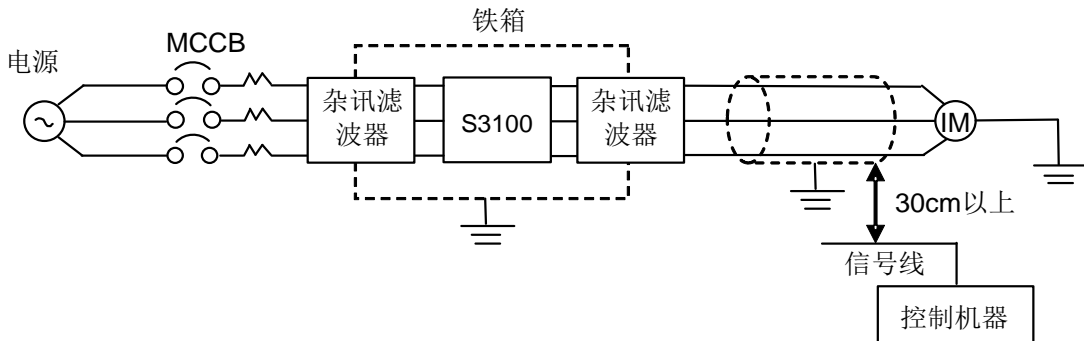 铁箱
MCCB
电源
杂讯滤
波器
S3100
杂讯滤
波器
IM
30cm以上
信号线
控制机器